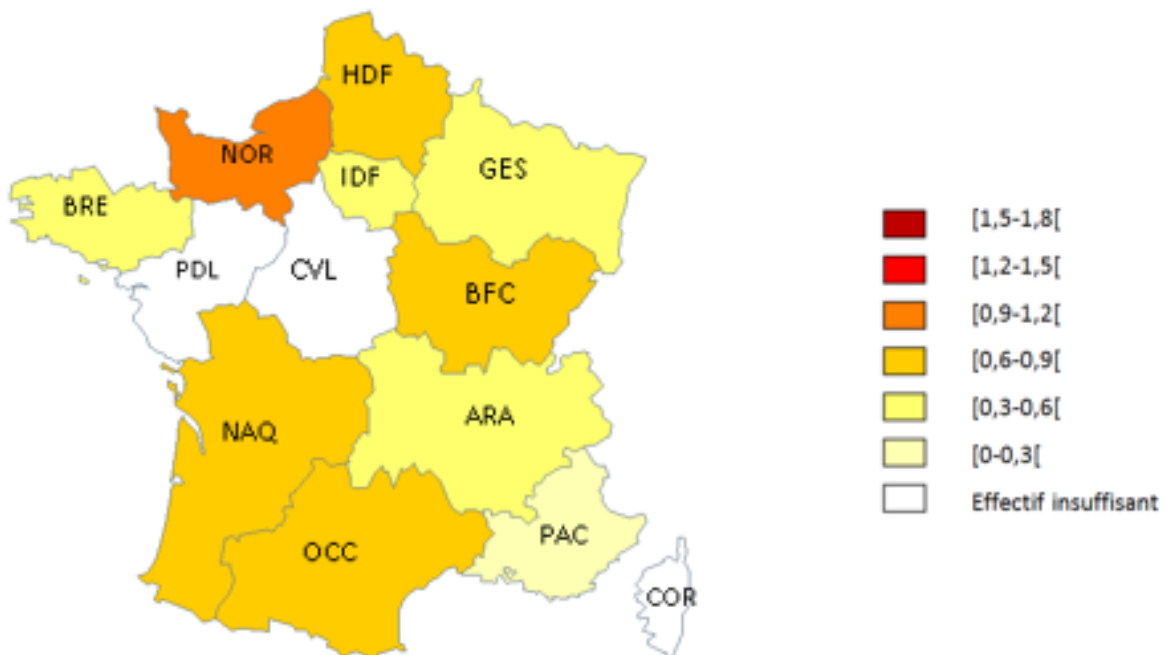 HDF
NOR
IDF
GES
BRE
PDL
CVL
BFC
NAQ
ARA
OCC
PAC
COR
[1,5-1,8[
[1,2-1,5[
[0,9-1,2[
[0,6-0,9[
[0,3-0,6[
[0-0,3[
Effectif insuffisant